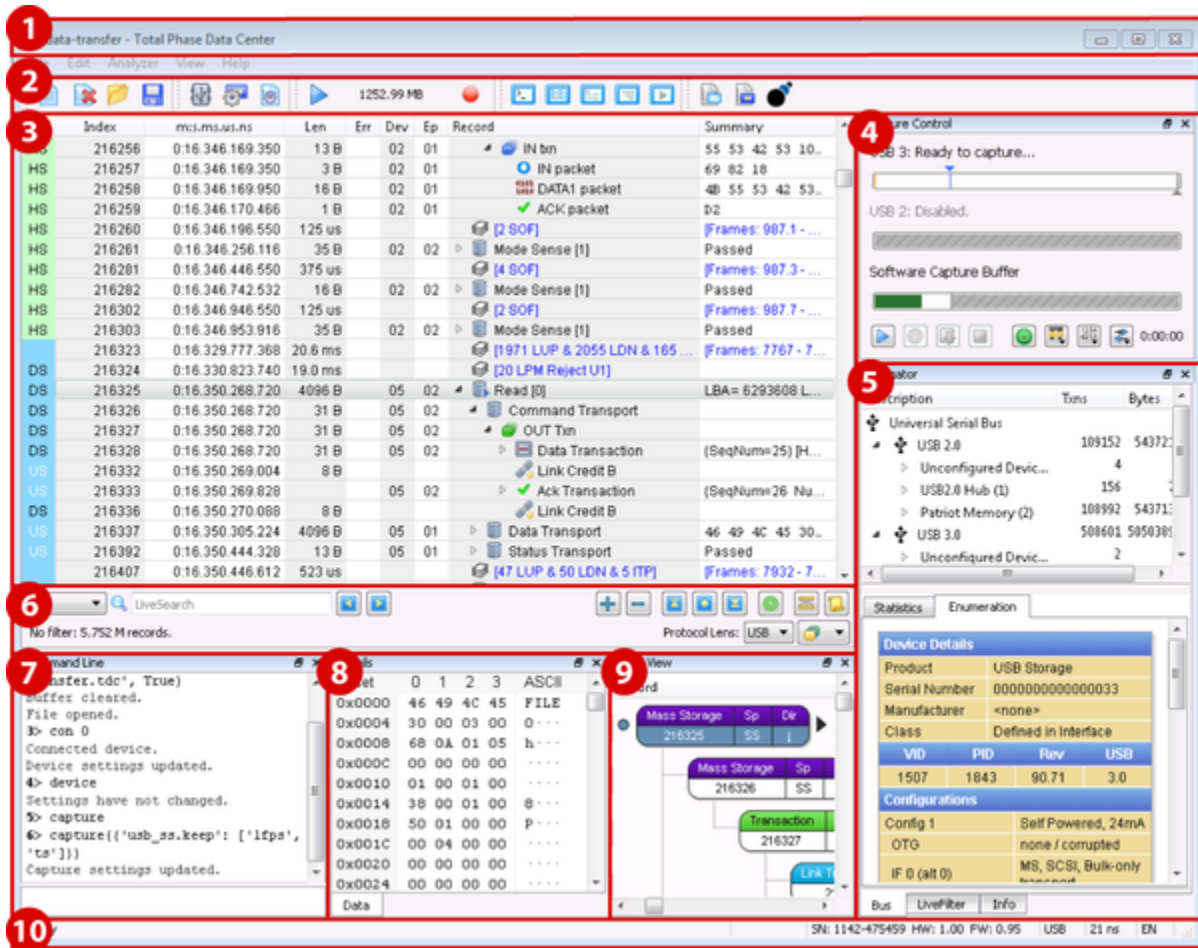 1
data-transfer - Total Phase Data Center
Edit Analyzer View Help
2
1252.99 MB
3
Index m:s.ms.us.ns Len Err Dev Ep Record Summary
216256 0:16.346.169.350 13 B 02 01 IN txn 55 53 42 53 10...
HS 216257 0:16.346.169.350 3 B 02 01 IN packet 69 82 18
HS 216258 0:16.346.169.950 16 B 02 01 DATA1 packet 4B 55 53 42 53...
HS 216259 0:16.346.170.466 1 B 02 01 ACK packet D2
HS 216260 0:16.346.196.550 125 us [2 SOF] [Frames: 987.1 - ...
HS 216261 0:16.346.256.116 35 B 02 02 Mode Sense [1] Passed
HS 216281 0:16.346.446.550 375 us [4 SOF] [Frames: 987.3 - ...
HS 216282 0:16.346.742.532 16 B 02 02 Mode Sense [1] Passed
HS 216302 0:16.346.946.550 125 us [2 SOF] [Frames: 987.7 - ...
HS 216303 0:16.346.953.916 35 B 02 02 Mode Sense [1] Passed
216323 0:16.329.777.368 20.6 ms [1971 LUP & 2055 LDN & 165 ... [Frames: 7767 - 7...
DS 216324 0:16.330.823.740 19.0 ms [20 LPM Reject U1]
DS 216325 0:16.350.268.720 4096 B 05 02 Read [0] LBA= 6293608 L...
DS 216326 0:16.350.268.720 31 B 05 02 Command Transport
DS 216327 0:16.350.268.720 31 B 05 02 OUT Txn
DS 216328 0:16.350.268.720 31 B 05 02 Data Transaction (SeqNum=25) [H...
US 216332 0:16.350.269.004 8 B Link Credit B
US 216333 0:16.350.269.828 05 02 Ack Transaction (SeqNum=26 Nu...
DS 216336 0:16.350.270.088 8 B Link Credit B
US 216337 0:16.350.305.224 4096 B 05 01 Data Transport 46 49 4C 45 30...
US 216392 0:16.350.444.328 13 B 05 01 Status Transport Passed
216407 0:16.350.446.612 523 us [47 LUP & 50 LDN & 5 ITP] [Frames: 7932 - 7...
4
Control
USB 3: Ready to capture...
USB 2: Disabled.
Software Capture Buffer
0:00:00
5
Txns Bytes
Universal Serial Bus
USB 2.0 109152
Unconfigured Devic... 4
USB2.0 Hub (1) 156
Patriot Memory (2) 108992
USB 3.0 508601
Unconfigured Devic... 2
Statistics Enumeration
Device Details
Product USB Storage
Serial Number 0000000000000033
Manufacturer <none>
Class Defined in Interface
VID PID Rev USB
1507 1843 90.71 3.0
Configurations
Config 1 Self Powered, 24mA
OTG none / corrupted
IF 0 (alt 0) MS, SCSI, Bulk-only
Bus LiveFilter Info
6
LiveSearch
No filter: 5.752 M records. Protocol Lens: USB
7
Line
nsfer.tdc', True)
Buffer cleared.
File opened.
3> con 0
Connected device.
Device settings updated.
4> device
Settings have not changed.
5> capture
6> capture({'usb_ss.keep': ['lfps',
'ts']})
Capture settings updated.
8
0 1 2 3 ASCII
0x0000 46 49 4C 45 FILE
0x0004 30 00 03 00 0···
0x0008 68 0A 01 05 h···
0x000C 00 00 00 00 ····
0x0010 01 00 01 00 ····
0x0014 38 00 01 00 8···
0x0018 50 01 00 00 P···
0x001C 00 04 00 00 ····
0x0020 00 00 00 00 ····
0x0024 00 00 00 00 ····
Data
9
View
Mass Storage Sp Dir
216325 SS ↓
Mass Storage Sp
216326 SS
Transaction
216327
Link T
10
SN: 1142-475459 HW: 1.00 FW: 0.95 USB 21 ns EN